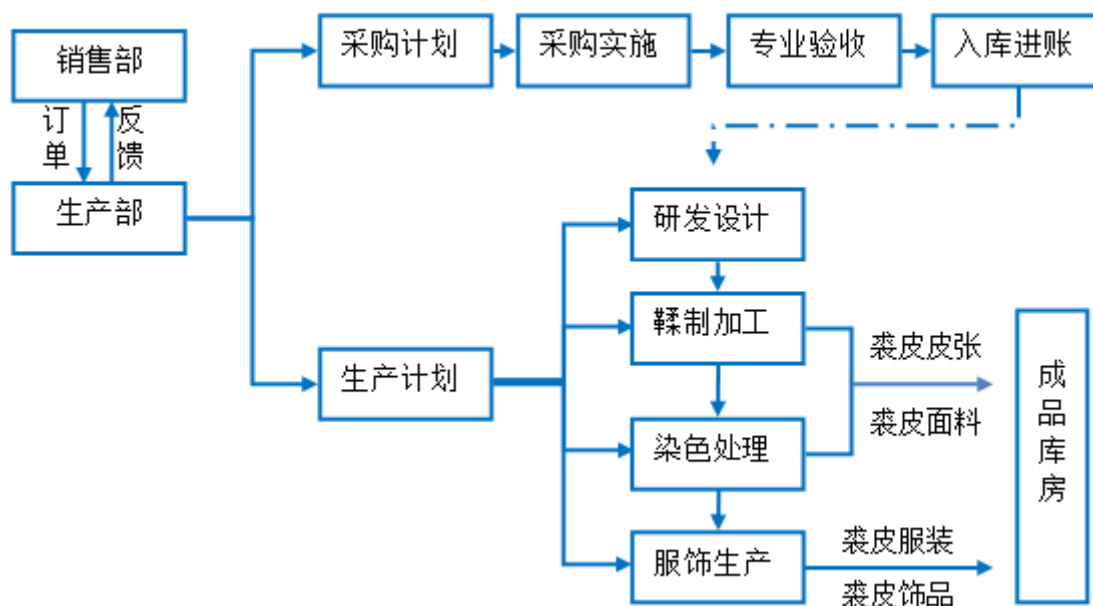 销售部
采购计划
采购实施
专业验收
入库进账
订单
反馈
生产部
研发设计
鞣制加工
裘皮皮张
生产计划
裘皮面料
染色处理
成品库房
服饰生产
裘皮服装
裘皮饰品